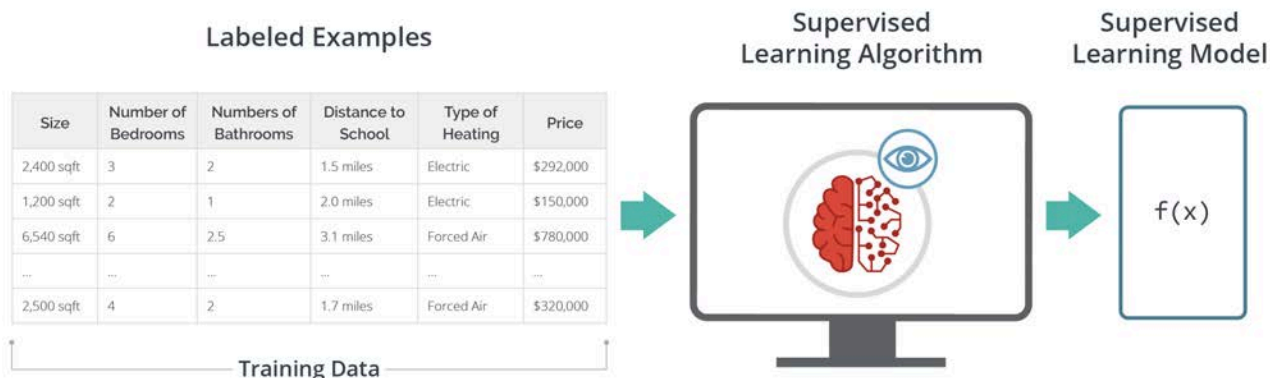 Labeled Examples
Supervised
Learning Algorithm
Supervised
Learning Model
Size Number of Bedrooms Numbers of Bathrooms Distance to School Type of Heating Price
2,400 sqft 3 2 1.5 miles Electric $292,000
1,200 sqft 2 1 2.0 miles Electric $150,000
6,540 sqft 6 2.5 3.1 miles Forced Air $780,000
... ... ... ... ... ...
2,500 sqft 4 2 1.7 miles Forced Air $320,000
f(x)
Training Data